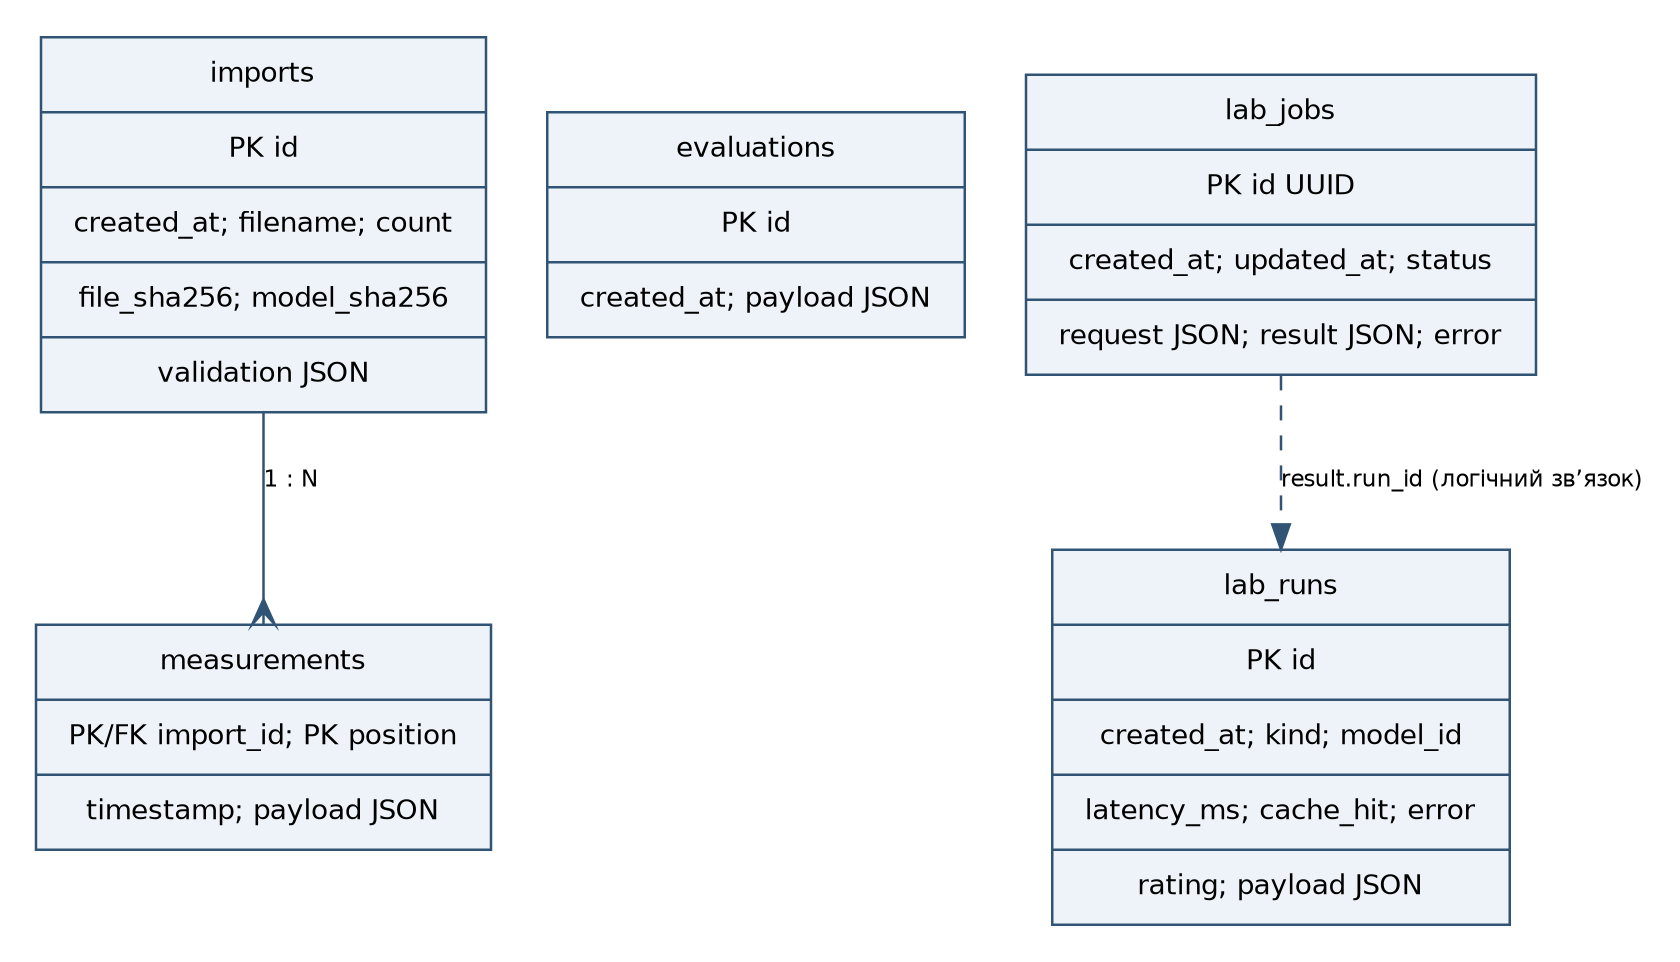 imports
PK id
created_at; filename; count
file_sha256; model_sha256
validation JSON
1 : N
measurements
PK/FK import_id; PK position
timestamp; payload JSON
evaluations
PK id
created_at; payload JSON
lab_jobs
PK id UUID
created_at; updated_at; status
request JSON; result JSON; error
result.run_id (логічний зв’язок)
lab_runs
PK id
created_at; kind; model_id
latency_ms; cache_hit; error
rating; payload JSON